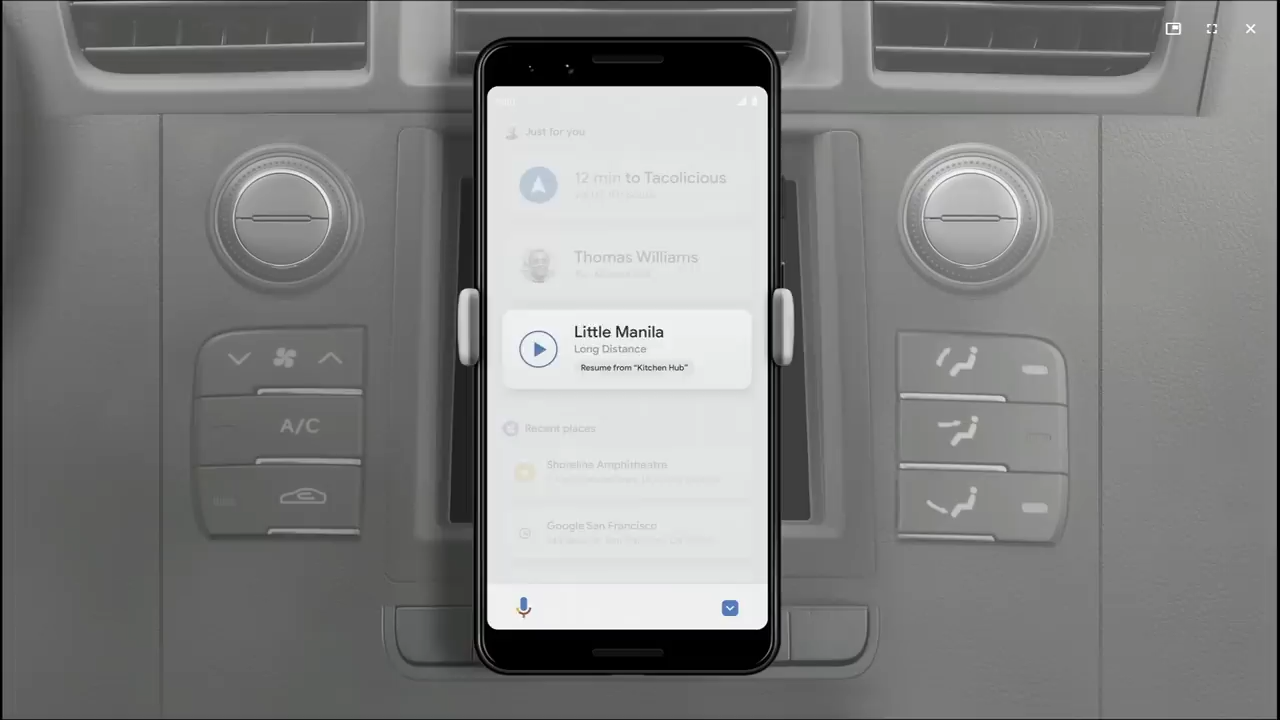 Just for you
12 min to Tacolicious
Thomas Williams
Little Manila
Long Distance
Resume from "Kitchen Hub"
Recent places
Shoreline Amphitheatre
Google San Francisco
A/C